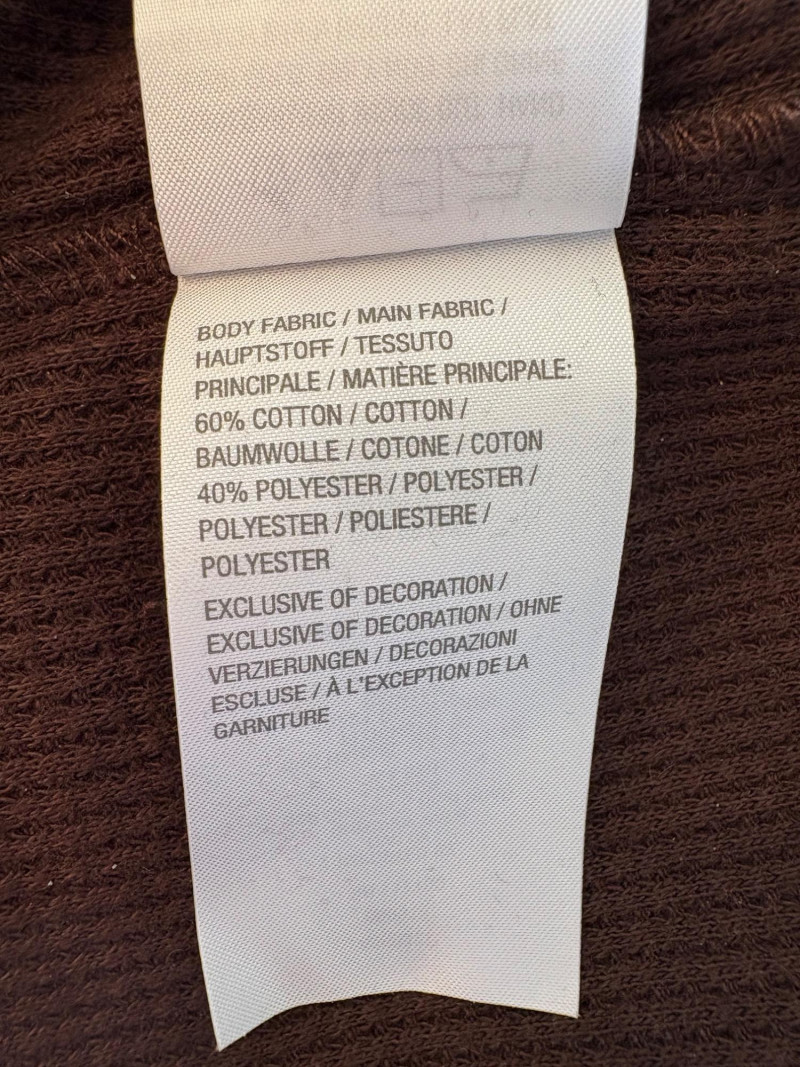 BODY FABRIC / MAIN FABRIC /
HAUPTSTOFF / TESSUTO
PRINCIPALE / MATIÈRE PRINCIPALE:
60% COTTON / COTTON /
BAUMWOLLE / COTONE / COTON
40% POLYESTER / POLYESTER /
POLYESTER / POLIESTERE /
POLYESTER
EXCLUSIVE OF DECORATION /
EXCLUSIVE OF DECORATION / OHNE
VERZIERUNGEN / DECORAZIONI
ESCLUSE / À L'EXCEPTION DE LA
GARNITURE